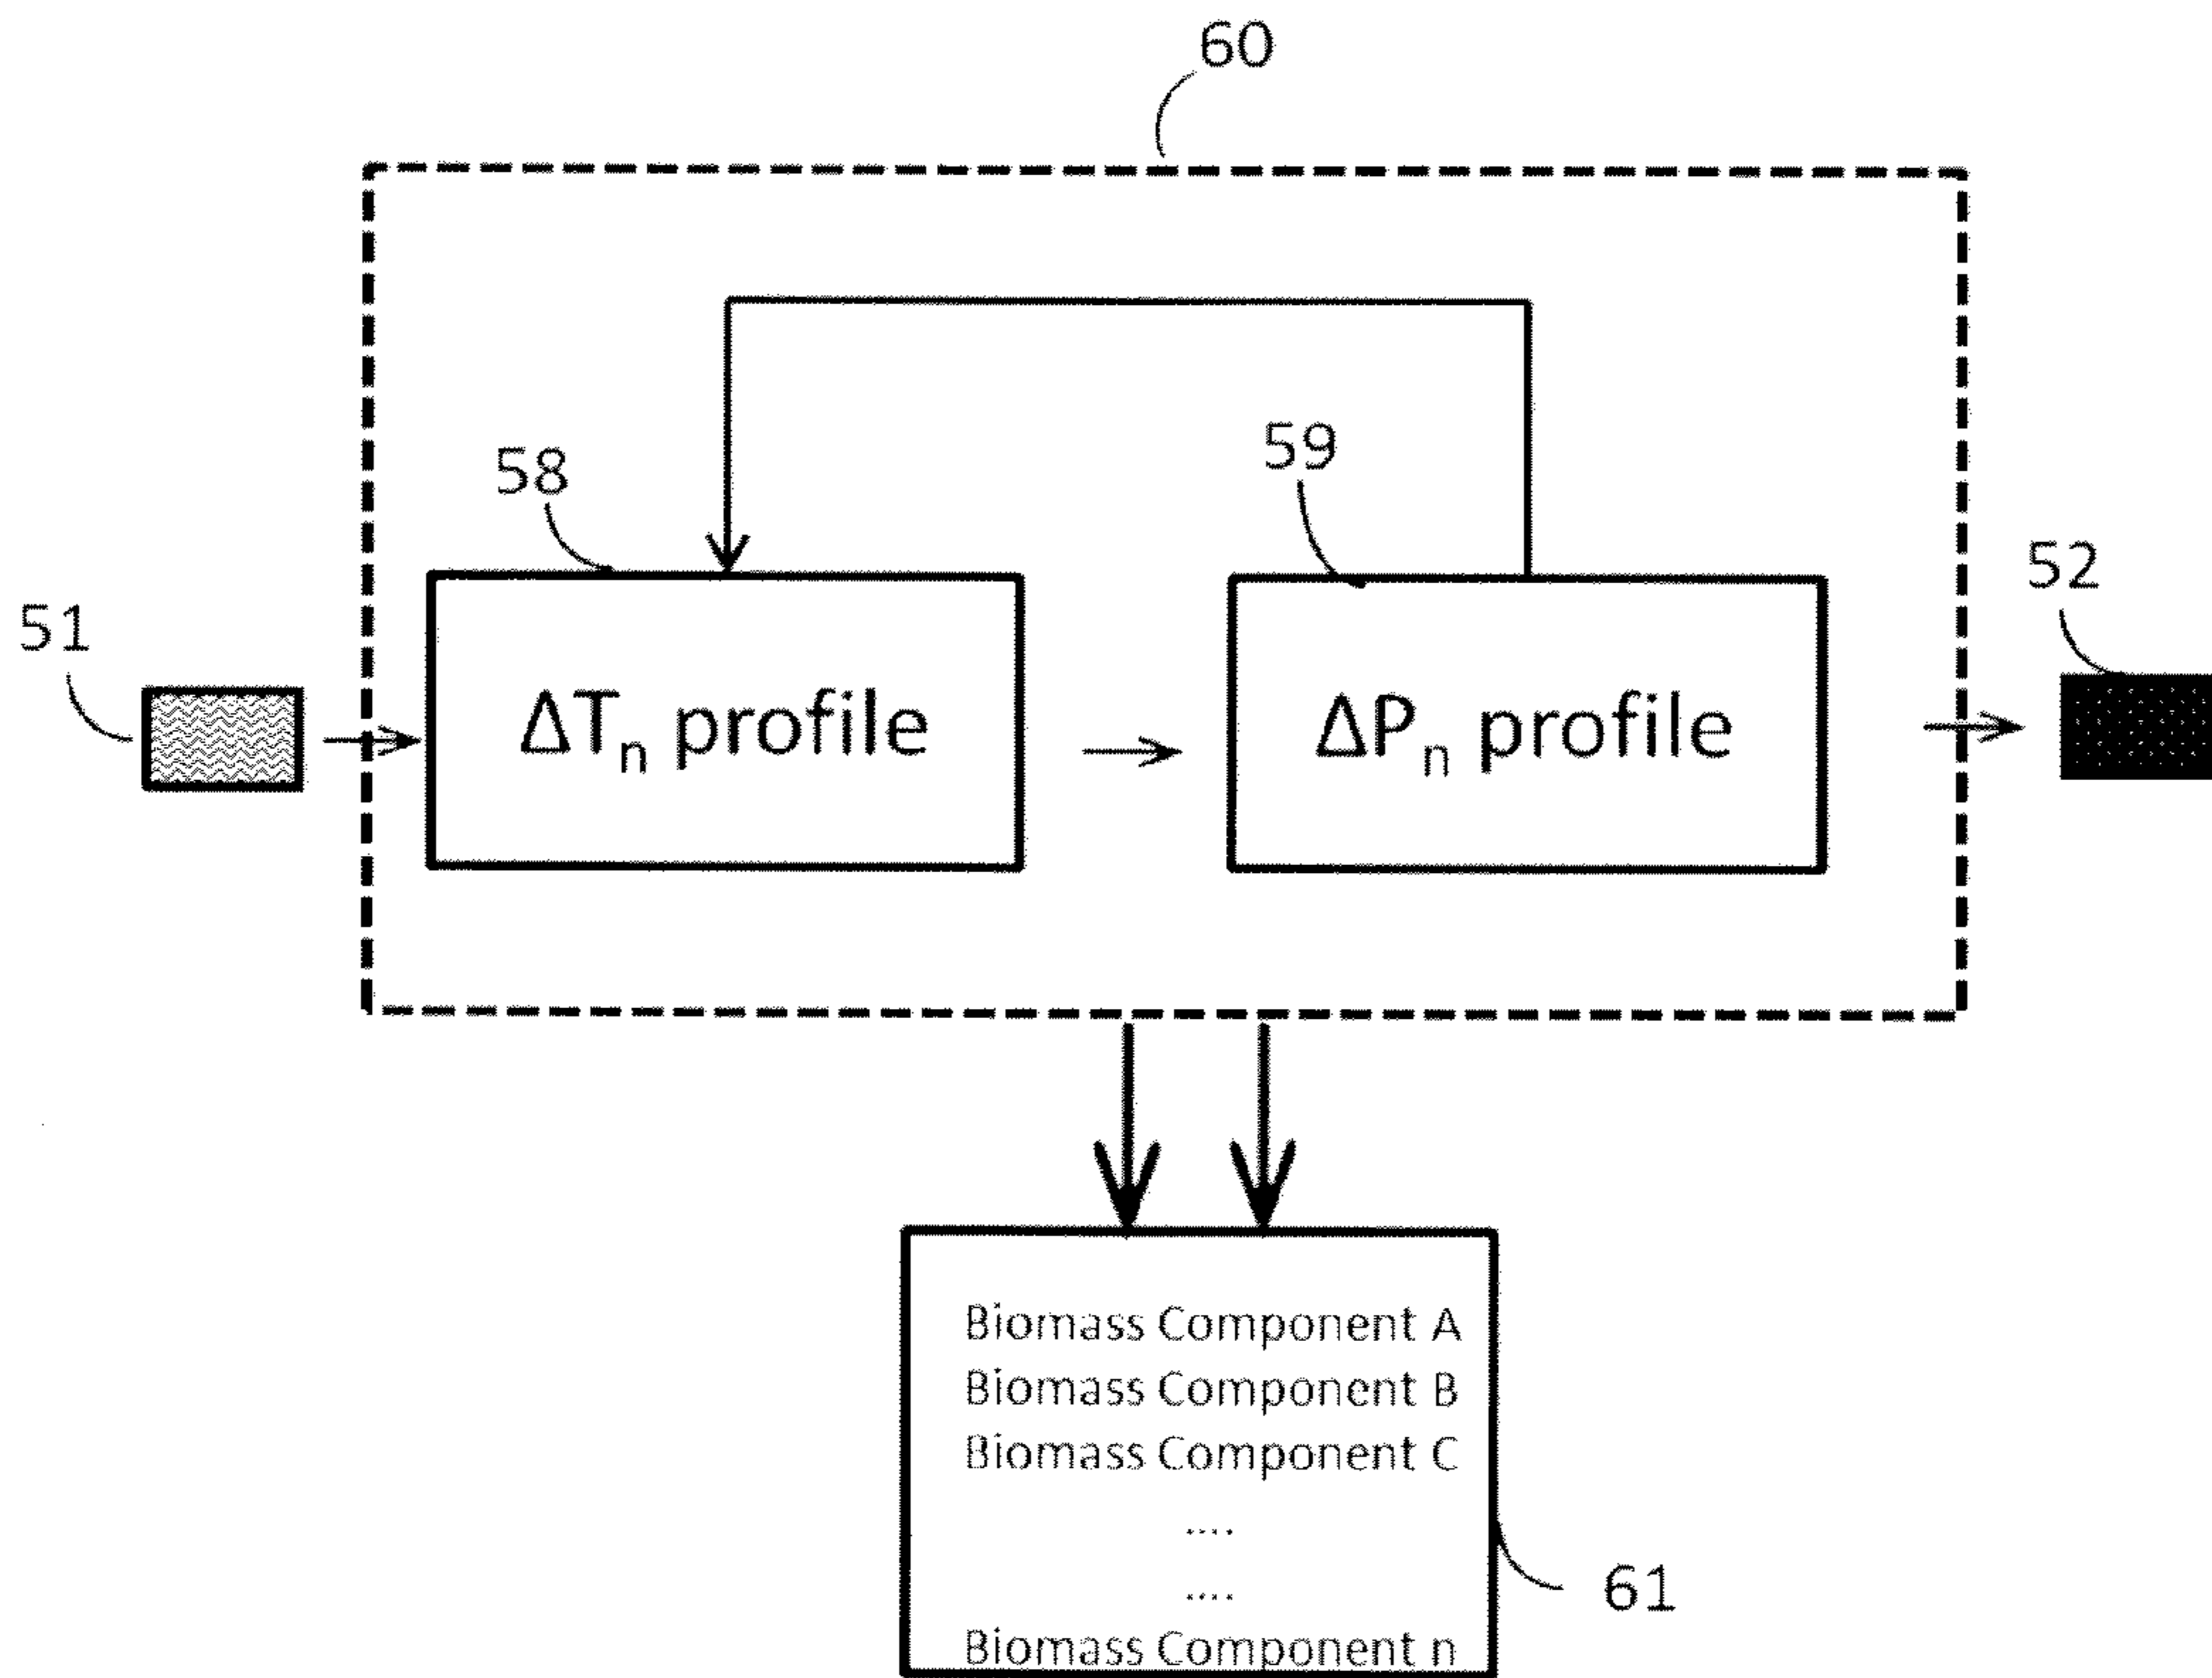 60
58
59
52
51
ΔTn profile
ΔPn profile
Biomass Component A
Biomass Component B
Biomass Component C
....
....
Biomass Component n
61